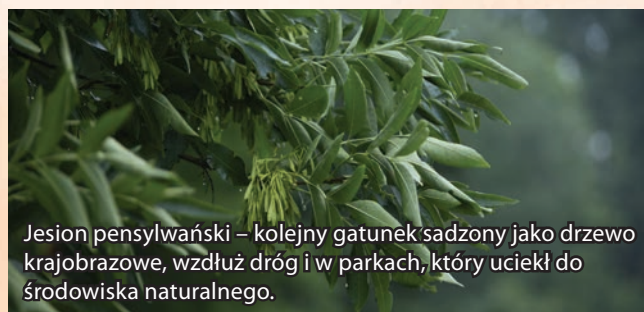 Jesion pensylwański – kolejny gatunek sadzony jako drzewo
krajobrazowe, wzdłuż dróg i w parkach, który uciekł do
środowiska naturalnego.